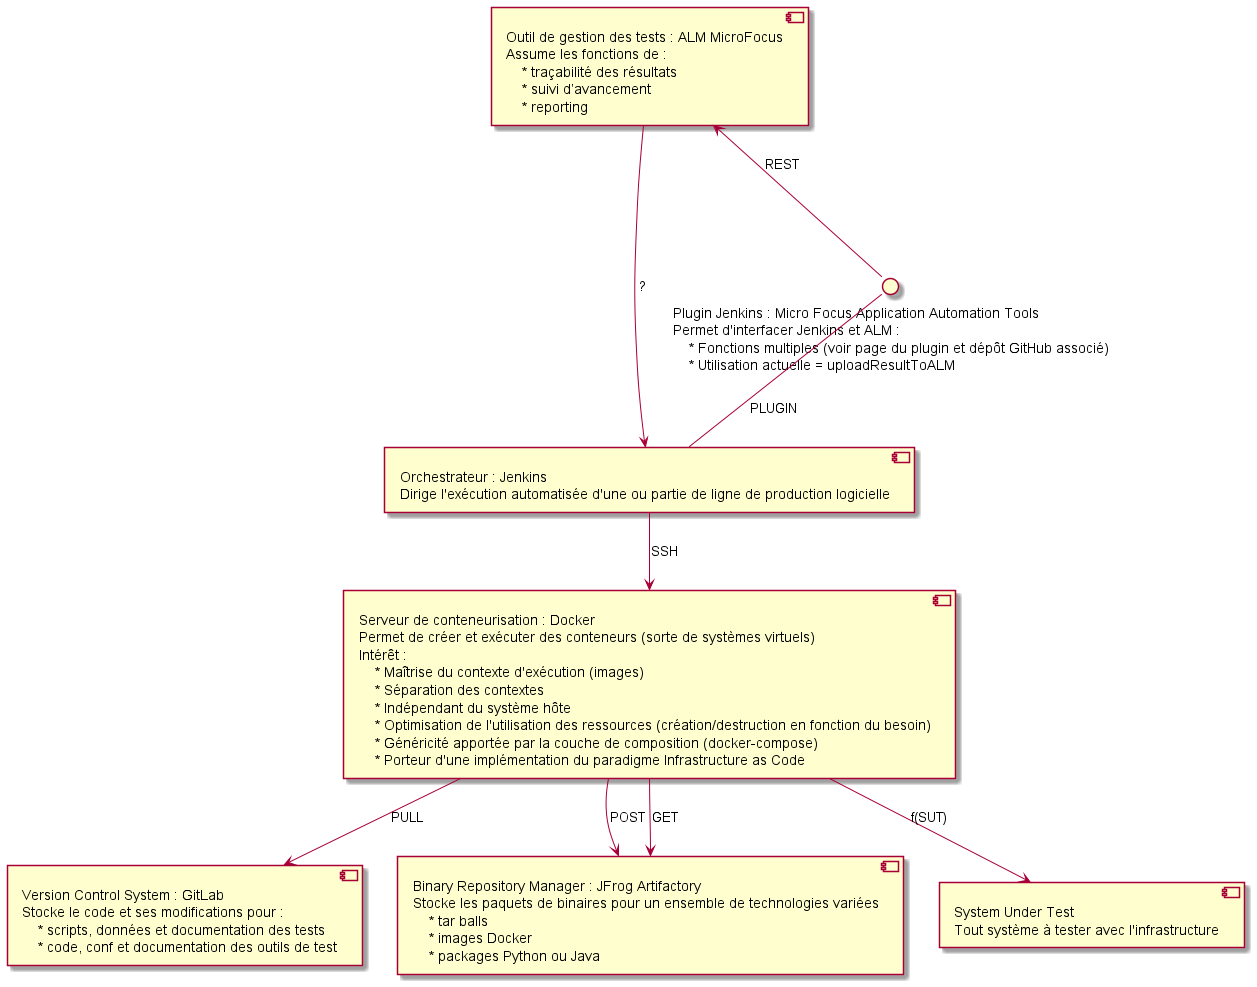 Outil de gestion des tests : ALM MicroFocus
Assume les fonctions de :
* traçabilité des résultats
* suivi d'avancement
* reporting
REST
?
Plugin Jenkins : Micro Focus Application Automation Tools
Permet d'interfacer Jenkins et ALM :
* Fonctions multiples (voir page du plugin et dépôt GitHub associé)
* Utilisation actuelle = uploadResultToALM
PLUGIN
Orchestrateur : Jenkins
Dirige l'exécution automatisée d'une ou partie de ligne de production logicielle
SSH
Serveur de conteneurisation : Docker
Permet de créer et exécuter des conteneurs (sorte de systèmes virtuels)
Intérêt :
* Maîtrise du contexte d'exécution (images)
* Séparation des contextes
* Indépendant du système hôte
* Optimisation de l'utilisation des ressources (création/destruction en fonction du besoin)
* Généricité apportée par la couche de composition (docker-compose)
* Porteur d'une implémentation du paradigme Infrastructure as Code
PULL
POST
GET
f(SUT)
Version Control System : GitLab
Stocke le code et ses modifications pour :
* scripts, données et documentation des tests
* code, conf et documentation des outils de test
Binary Repository Manager : JFrog Artifactory
Stocke les paquets de binaires pour un ensemble de technologies variées
* tar balls
* images Docker
* packages Python ou Java
System Under Test
Tout système à tester avec l'infrastructure